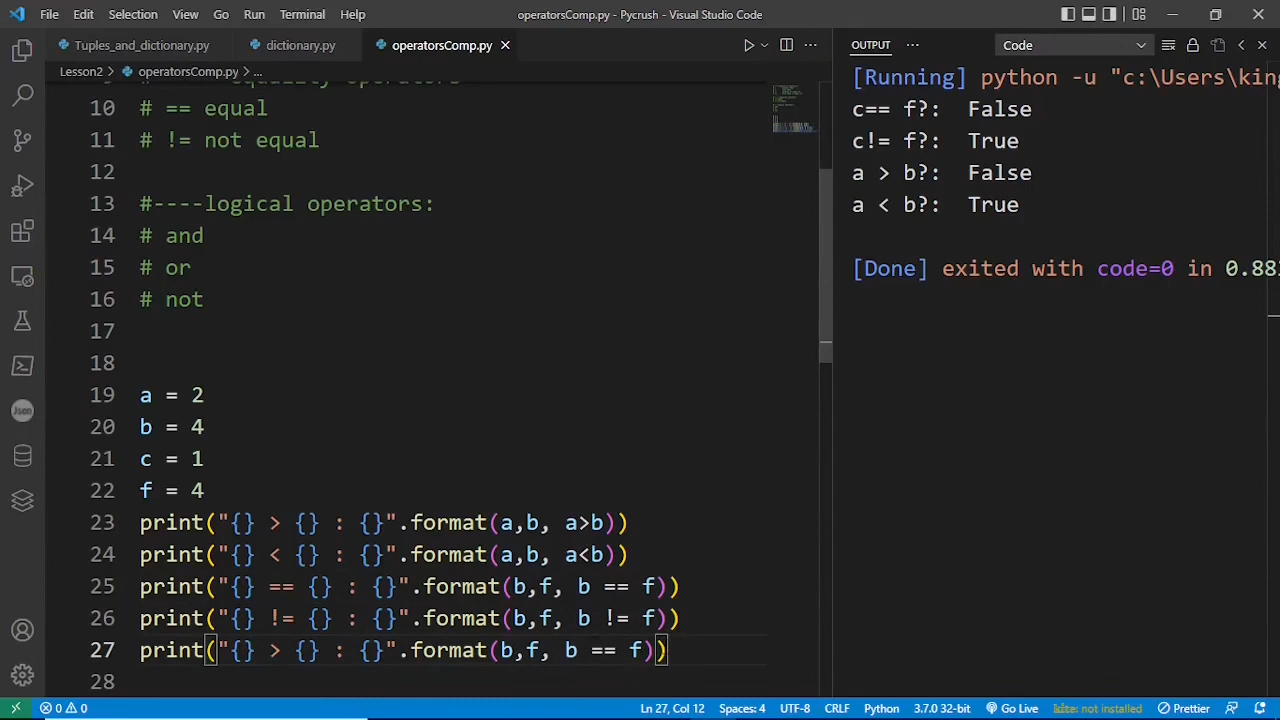 File Edit Selection View Go Run Terminal Help operatorsComp.py - Pycrush - Visual Studio Code
Tuples_and_dictionary.py dictionary.py operatorsComp.py
Lesson2 > operatorsComp.py > ...
10 # == equal
11 # != not equal
12
13 #----logical operators:
14 # and
15 # or
16 # not
17
18
19 a = 2
20 b = 4
21 c = 1
22 f = 4
23 print("{} > {} : {}".format(a,b, a>b))
24 print("{} < {} : {}".format(a,b, a<b))
25 print("{} == {} : {}".format(b,f, b == f))
26 print("{} != {} : {}".format(b,f, b != f))
27 print("{} > {} : {}".format(b,f, b == f))
28
OUTPUT Code
[Running] python -u "c:\Users\king
c== f?: False
c!= f?: True
a > b?: False
a < b?: True
[Done] exited with code=0 in 0.88
Json
0 0 Ln 27, Col 12 Spaces: 4 UTF-8 CRLF Python 3.7.0 32-bit Go Live kite: not installed Prettier